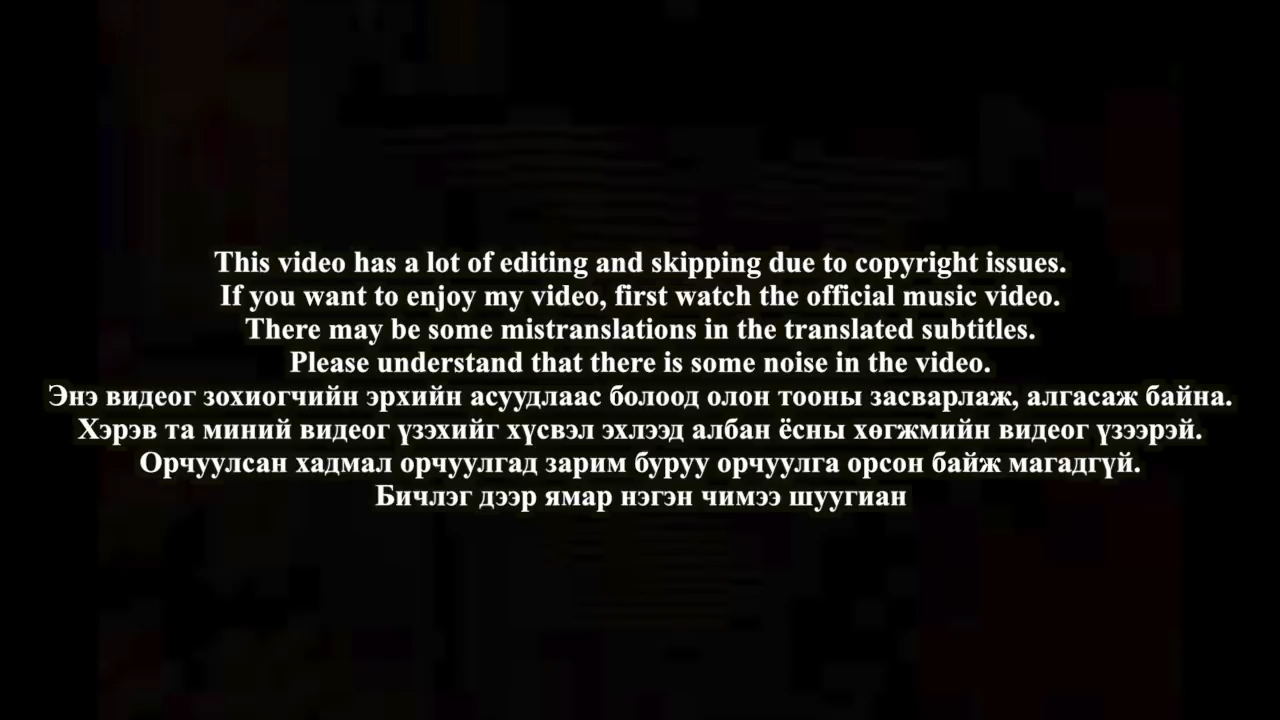 This video has a lot of editing and skipping due to copyright issues.
If you want to enjoy my video, first watch the official music video.
There may be some mistranslations in the translated subtitles.
Please understand that there is some noise in the video.
Энэ видеог зохиогчийн эрхийн асуудлаас болоод олон тооны засварлаж, алгасаж байна.
Хэрэв та миний видеог үзэхийг хүсвэл эхлээд албан ёсны хөгжмийн видеог үзээрэй.
Орчуулсан хадмал орчуулгад зарим буруу орчуулга орсон байж магадгүй.
Бичлэг дээр ямар нэгэн чимээ шуугиан